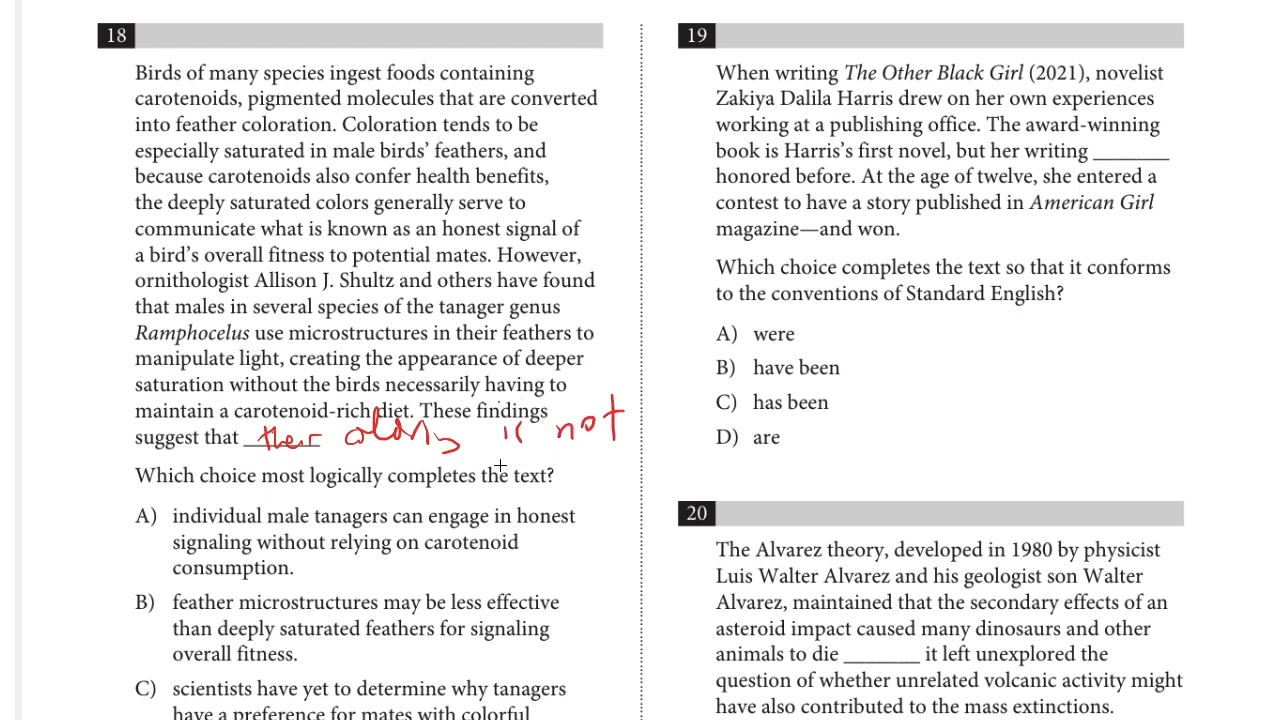 18
Birds of many species ingest foods containing
carotenoids, pigmented molecules that are converted
into feather coloration. Coloration tends to be
especially saturated in male birds’ feathers, and
because carotenoids also confer health benefits,
the deeply saturated colors generally serve to
communicate what is known as an honest signal of
a bird’s overall fitness to potential mates. However,
ornithologist Allison J. Shultz and others have found
that males in several species of the tanager genus
Ramphocelus use microstructures in their feathers to
manipulate light, creating the appearance of deeper
saturation without the birds necessarily having to
maintain a carotenoid-rich diet. These findings
suggest that ______ their is not
Which choice most logically completes the text?
A) individual male tanagers can engage in honest
signaling without relying on carotenoid
consumption.
B) feather microstructures may be less effective
than deeply saturated feathers for signaling
overall fitness.
C) scientists have yet to determine why tanagers
have a preference for mates with colorful
19
When writing The Other Black Girl (2021), novelist
Zakiya Dalila Harris drew on her own experiences
working at a publishing office. The award-winning
book is Harris’s first novel, but her writing ______
honored before. At the age of twelve, she entered a
contest to have a story published in American Girl
magazine—and won.
Which choice completes the text so that it conforms
to the conventions of Standard English?
A) were
B) have been
C) has been
D) are
20
The Alvarez theory, developed in 1980 by physicist
Luis Walter Alvarez and his geologist son Walter
Alvarez, maintained that the secondary effects of an
asteroid impact caused many dinosaurs and other
animals to die ______ it left unexplored the
question of whether unrelated volcanic activity might
have also contributed to the mass extinctions.